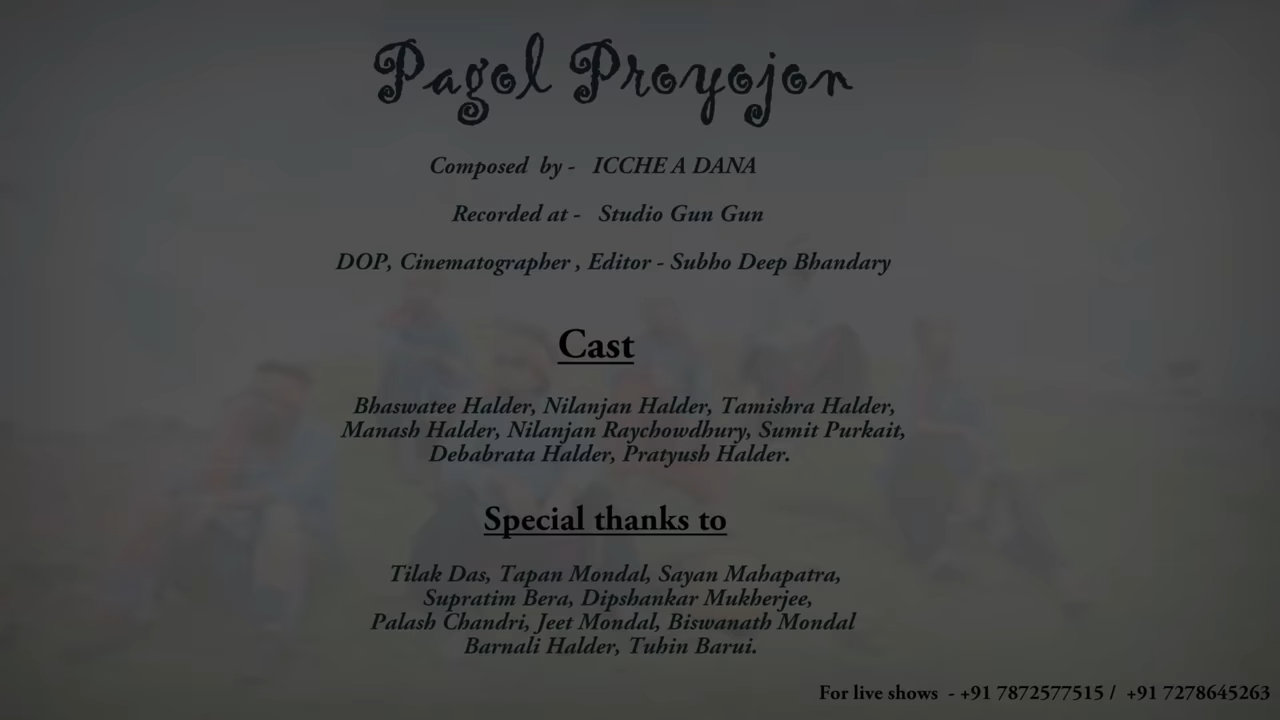 Pagol Proyojon
Composed by - ICCHE A DANA
Recorded at - Studio Gun Gun
DOP, Cinematographer , Editor - Subho Deep Bhandary
Cast
Bhaswatee Halder, Nilanjan Halder, Tamishra Halder,
Manash Halder, Nilanjan Raychowdhury, Sumit Purkait,
Debabrata Halder, Pratyush Halder.
Special thanks to
Tilak Das, Tapan Mondal, Sayan Mahapatra,
Supratim Bera, Dipshankar Mukherjee,
Palash Chandri, Jeet Mondal, Biswanath Mondal
Barnali Halder, Tuhin Barui.
For live shows - +91 7872577515 / +91 7278645263